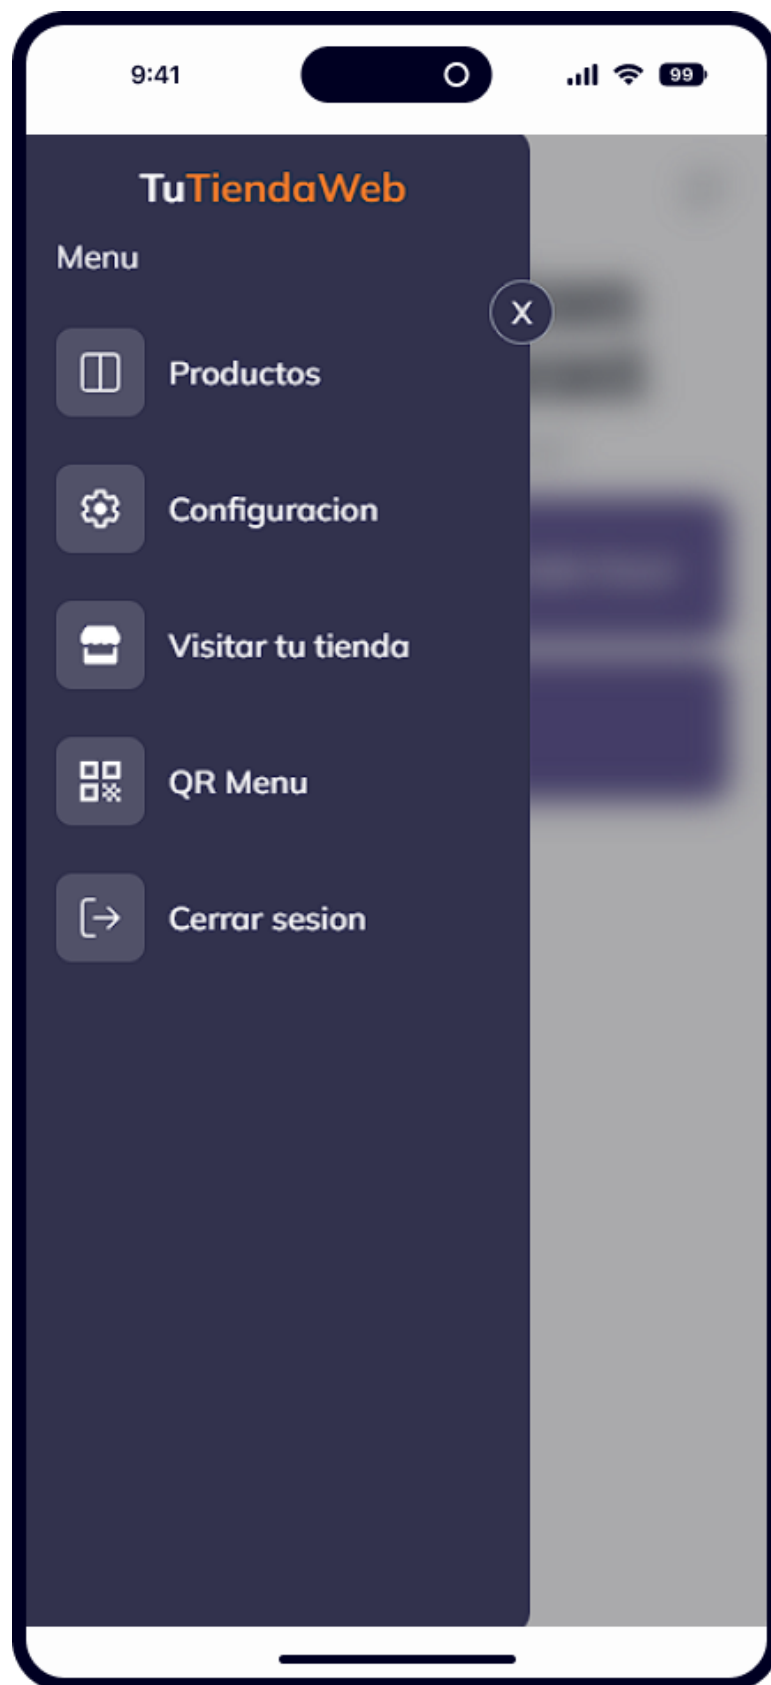 9:41
99
TuTiendaWeb
Menu
X
Productos
Configuracion
Visitar tu tienda
QR Menu
Cerrar sesion